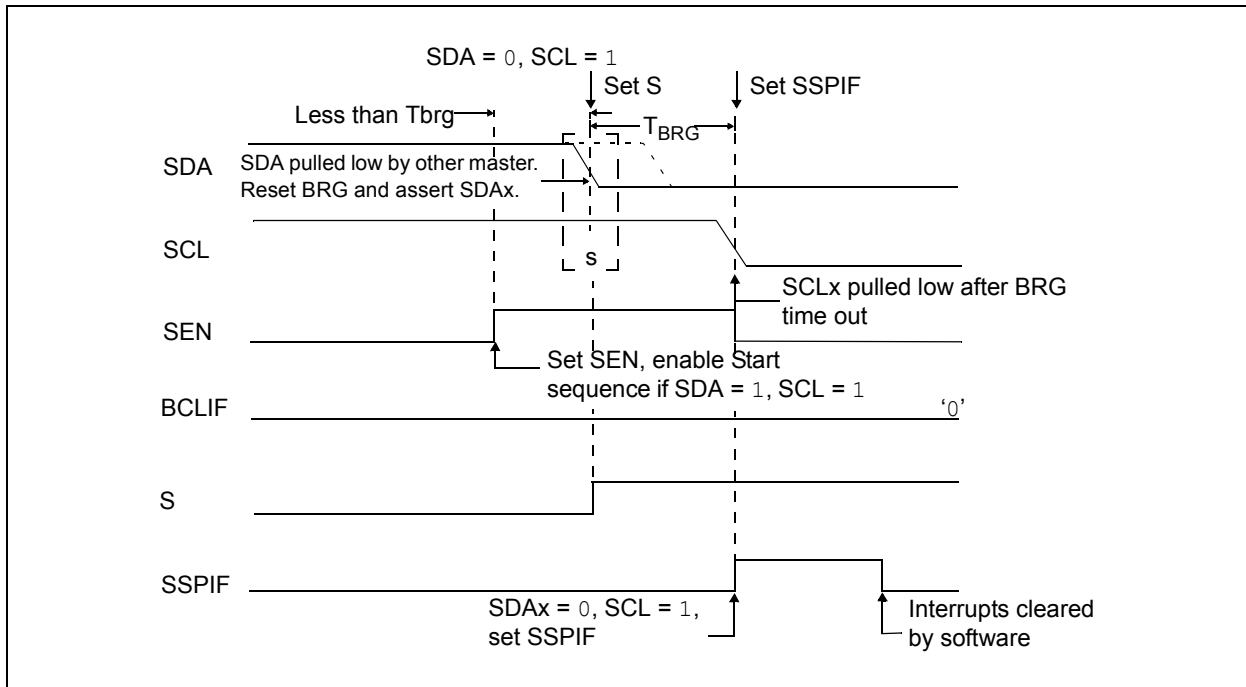 SDA = 0, SCL = 1
Set S
Set SSPIF
Less than Tbrg
TBRG
SDA
SDA pulled low by other master.
Reset BRG and assert SDAx.
SCL
s
SCLx pulled low after BRG
time out
SEN
Set SEN, enable Start
sequence if SDA = 1, SCL = 1
BCLIF
‘0’
S
SSPIF
SDAx = 0, SCL = 1,
set SSPIF
Interrupts cleared
by software